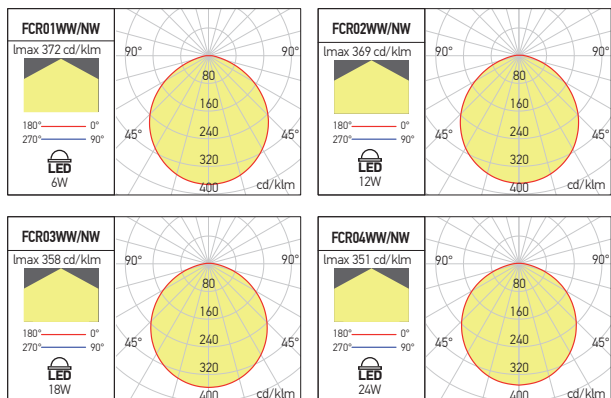 FCR01WW/NW
Imax 372 cd/klm
180° 0°
270° 90°
LED
6W
90° 90°
80
160
45° 240 45°
320
400 cd/klm
FCR02WW/NW
Imax 369 cd/klm
180° 0°
270° 90°
LED
12W
90° 90°
80
160
45° 240 45°
320
400 cd/klm
FCR03WW/NW
Imax 358 cd/klm
180° 0°
270° 90°
LED
18W
90° 90°
80
160
45° 240 45°
320
400 cd/klm
FCR04WW/NW
Imax 351 cd/klm
180° 0°
270° 90°
LED
24W
90° 90°
80
160
45° 240 45°
320
400 cd/klm